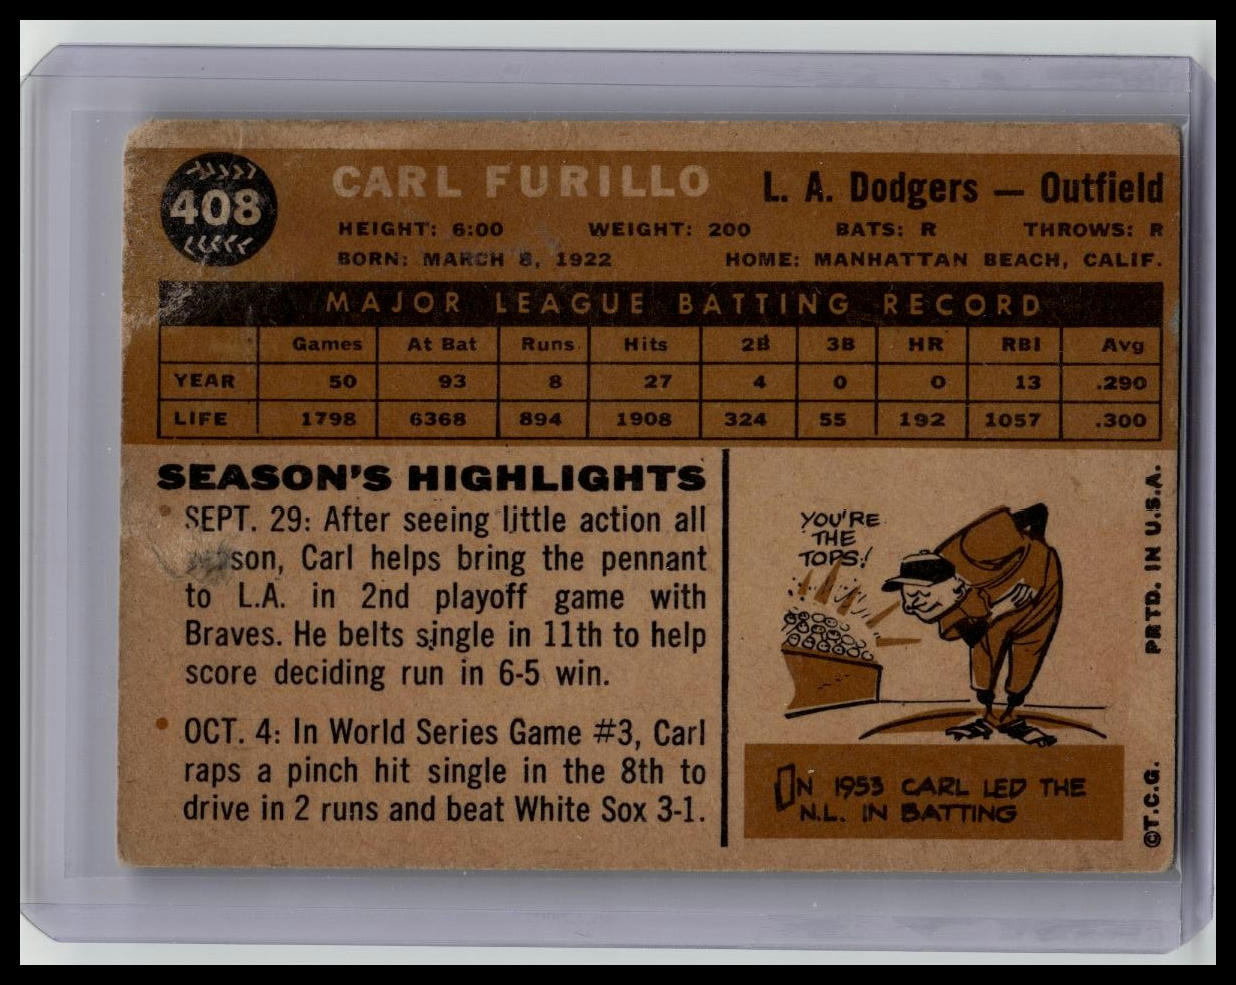 408
CARL FURILLO
L. A. Dodgers — Outfield
HEIGHT: 6:00 WEIGHT: 200 BATS: R THROWS: R
BORN: MARCH 8, 1922 HOME: MANHATTAN BEACH, CALIF.
MAJOR LEAGUE BATTING RECORD
Games At Bat Runs Hits 2B 3B HR RBI Avg
YEAR 50 93 8 27 4 0 0 13 .290
LIFE 1798 6368 894 1908 324 55 192 1057 .300
SEASON'S HIGHLIGHTS
• SEPT. 29: After seeing little action all
season, Carl helps bring the pennant
to L.A. in 2nd playoff game with
Braves. He belts single in 11th to help
score deciding run in 6-5 win.
• OCT. 4: In World Series Game #3, Carl
raps a pinch hit single in the 8th to
drive in 2 runs and beat White Sox 3-1.
YOU'RE
THE
TOPS!
IN 1953 CARL LED THE
N.L. IN BATTING
©T.C.G. PRTD. IN U.S.A.